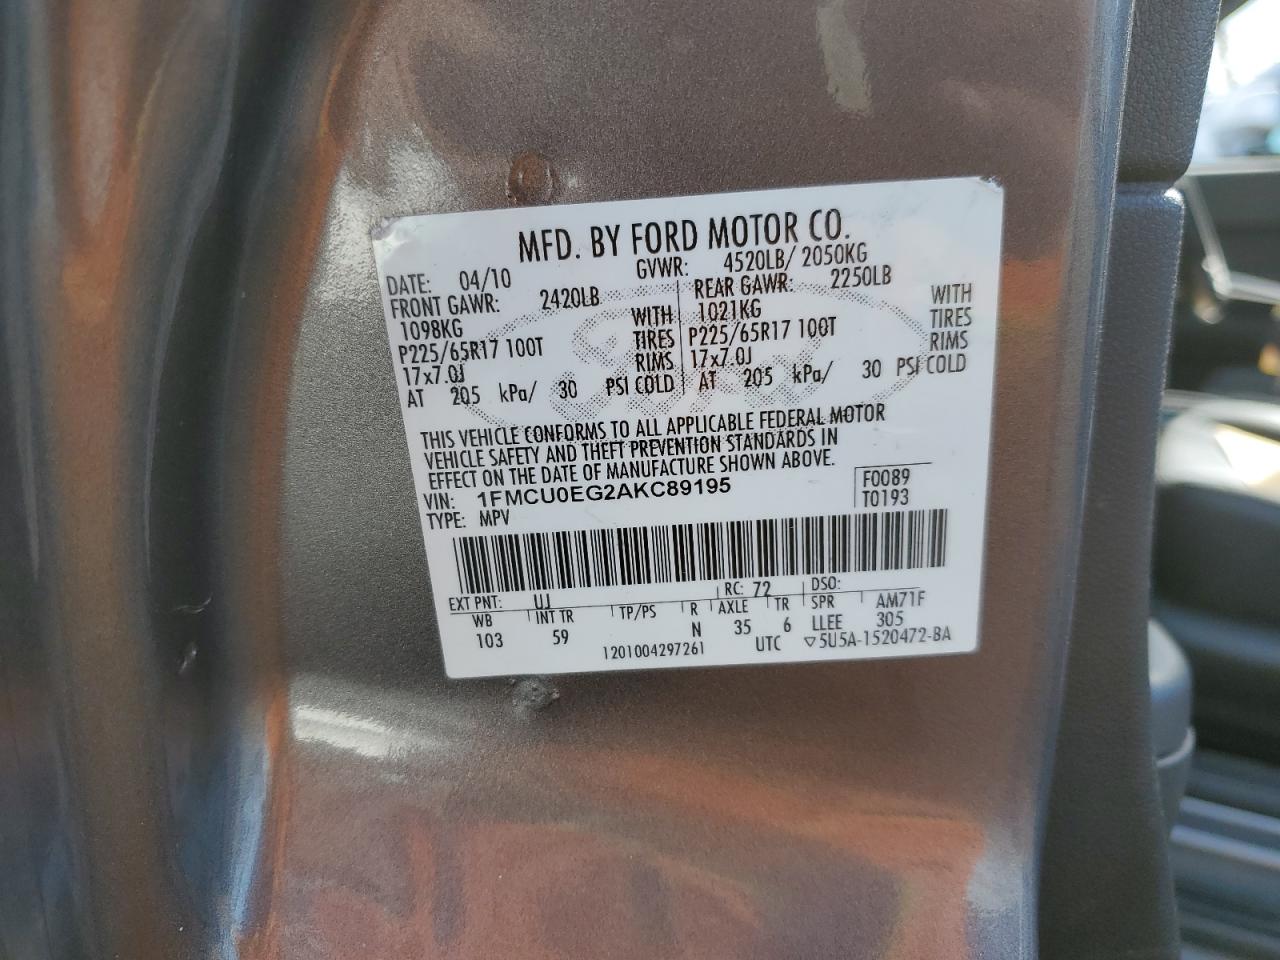 MFD. BY FORD MOTOR CO.
DATE: 04/10 GVWR: 4520LB/ 2050KG
FRONT GAWR: 2420LB REAR GAWR: 2250LB
1098KG WITH 1021KG WITH
P225/65R17 100T TIRES P225/65R17 100T TIRES
17x7.0J RIMS 17x7.0J RIMS
AT 205 kPa/ 30 PSI COLD AT 205 kPa/ 30 PSI COLD
THIS VEHICLE CONFORMS TO ALL APPLICABLE FEDERAL MOTOR
VEHICLE SAFETY AND THEFT PREVENTION STANDARDS IN
EFFECT ON THE DATE OF MANUFACTURE SHOWN ABOVE.
VIN: 1FMCU0EG2AKC89195 F0089
TYPE: MPV T0193
EXT PNT: UJ RC: 72 DSO:
WB INT TR TP/PS R AXLE TR SPR AM71F
103 59 N 35 6 LLEE 305
1201004297261 UTC ▽5U5A-1520472-BA